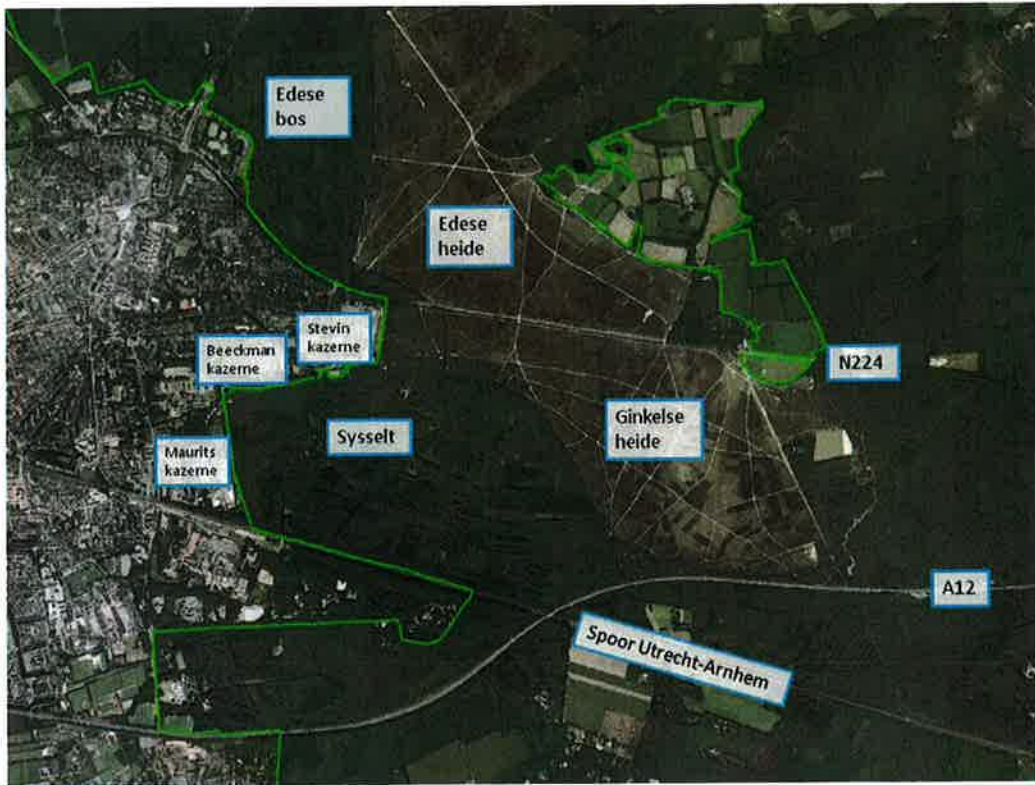 Edese
bos
Edese
heide
Stevin
kazerne
Beeckman
kazerne
N224
Ginkelse
heide
Sysselt
Maurits
kazerne
A12
Spoor Utrecht-Arnhem